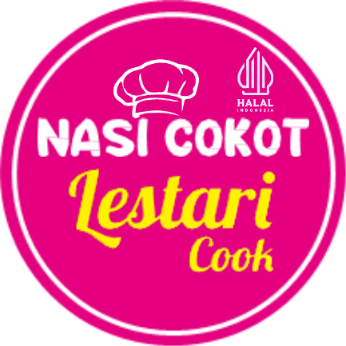 HALAL
INDONESIA
NASI COKOT
Lestari
Cook